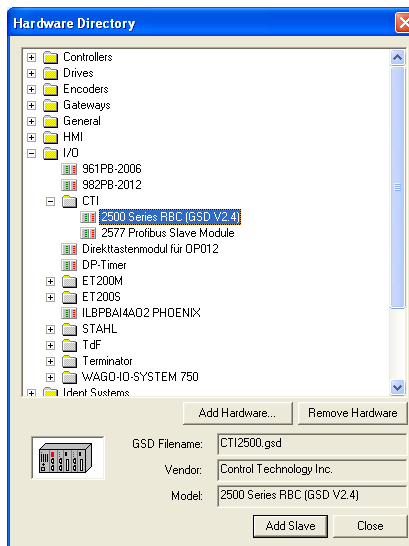 Hardware Directory
Controllers
Drives
Encoders
Gateways
General
HMI
I/O
961PB-2006
982PB-2012
CTI
2500 Series RBC (GSD V2.4)
2577 Profibus Slave Module
Direkttastenmodul für OP012
DP-Timer
ET200M
ET200S
ILBPBAI4AO2 PHOENIX
STAHL
TdF
Terminator
WAGO-IO-SYSTEM 750
Ident Systems
Add Hardware... Remove Hardware
GSD Filename: CTI2500.gsd
Vendor: Control Technology Inc.
Model: 2500 Series RBC (GSD V2.4)
Add Slave Close